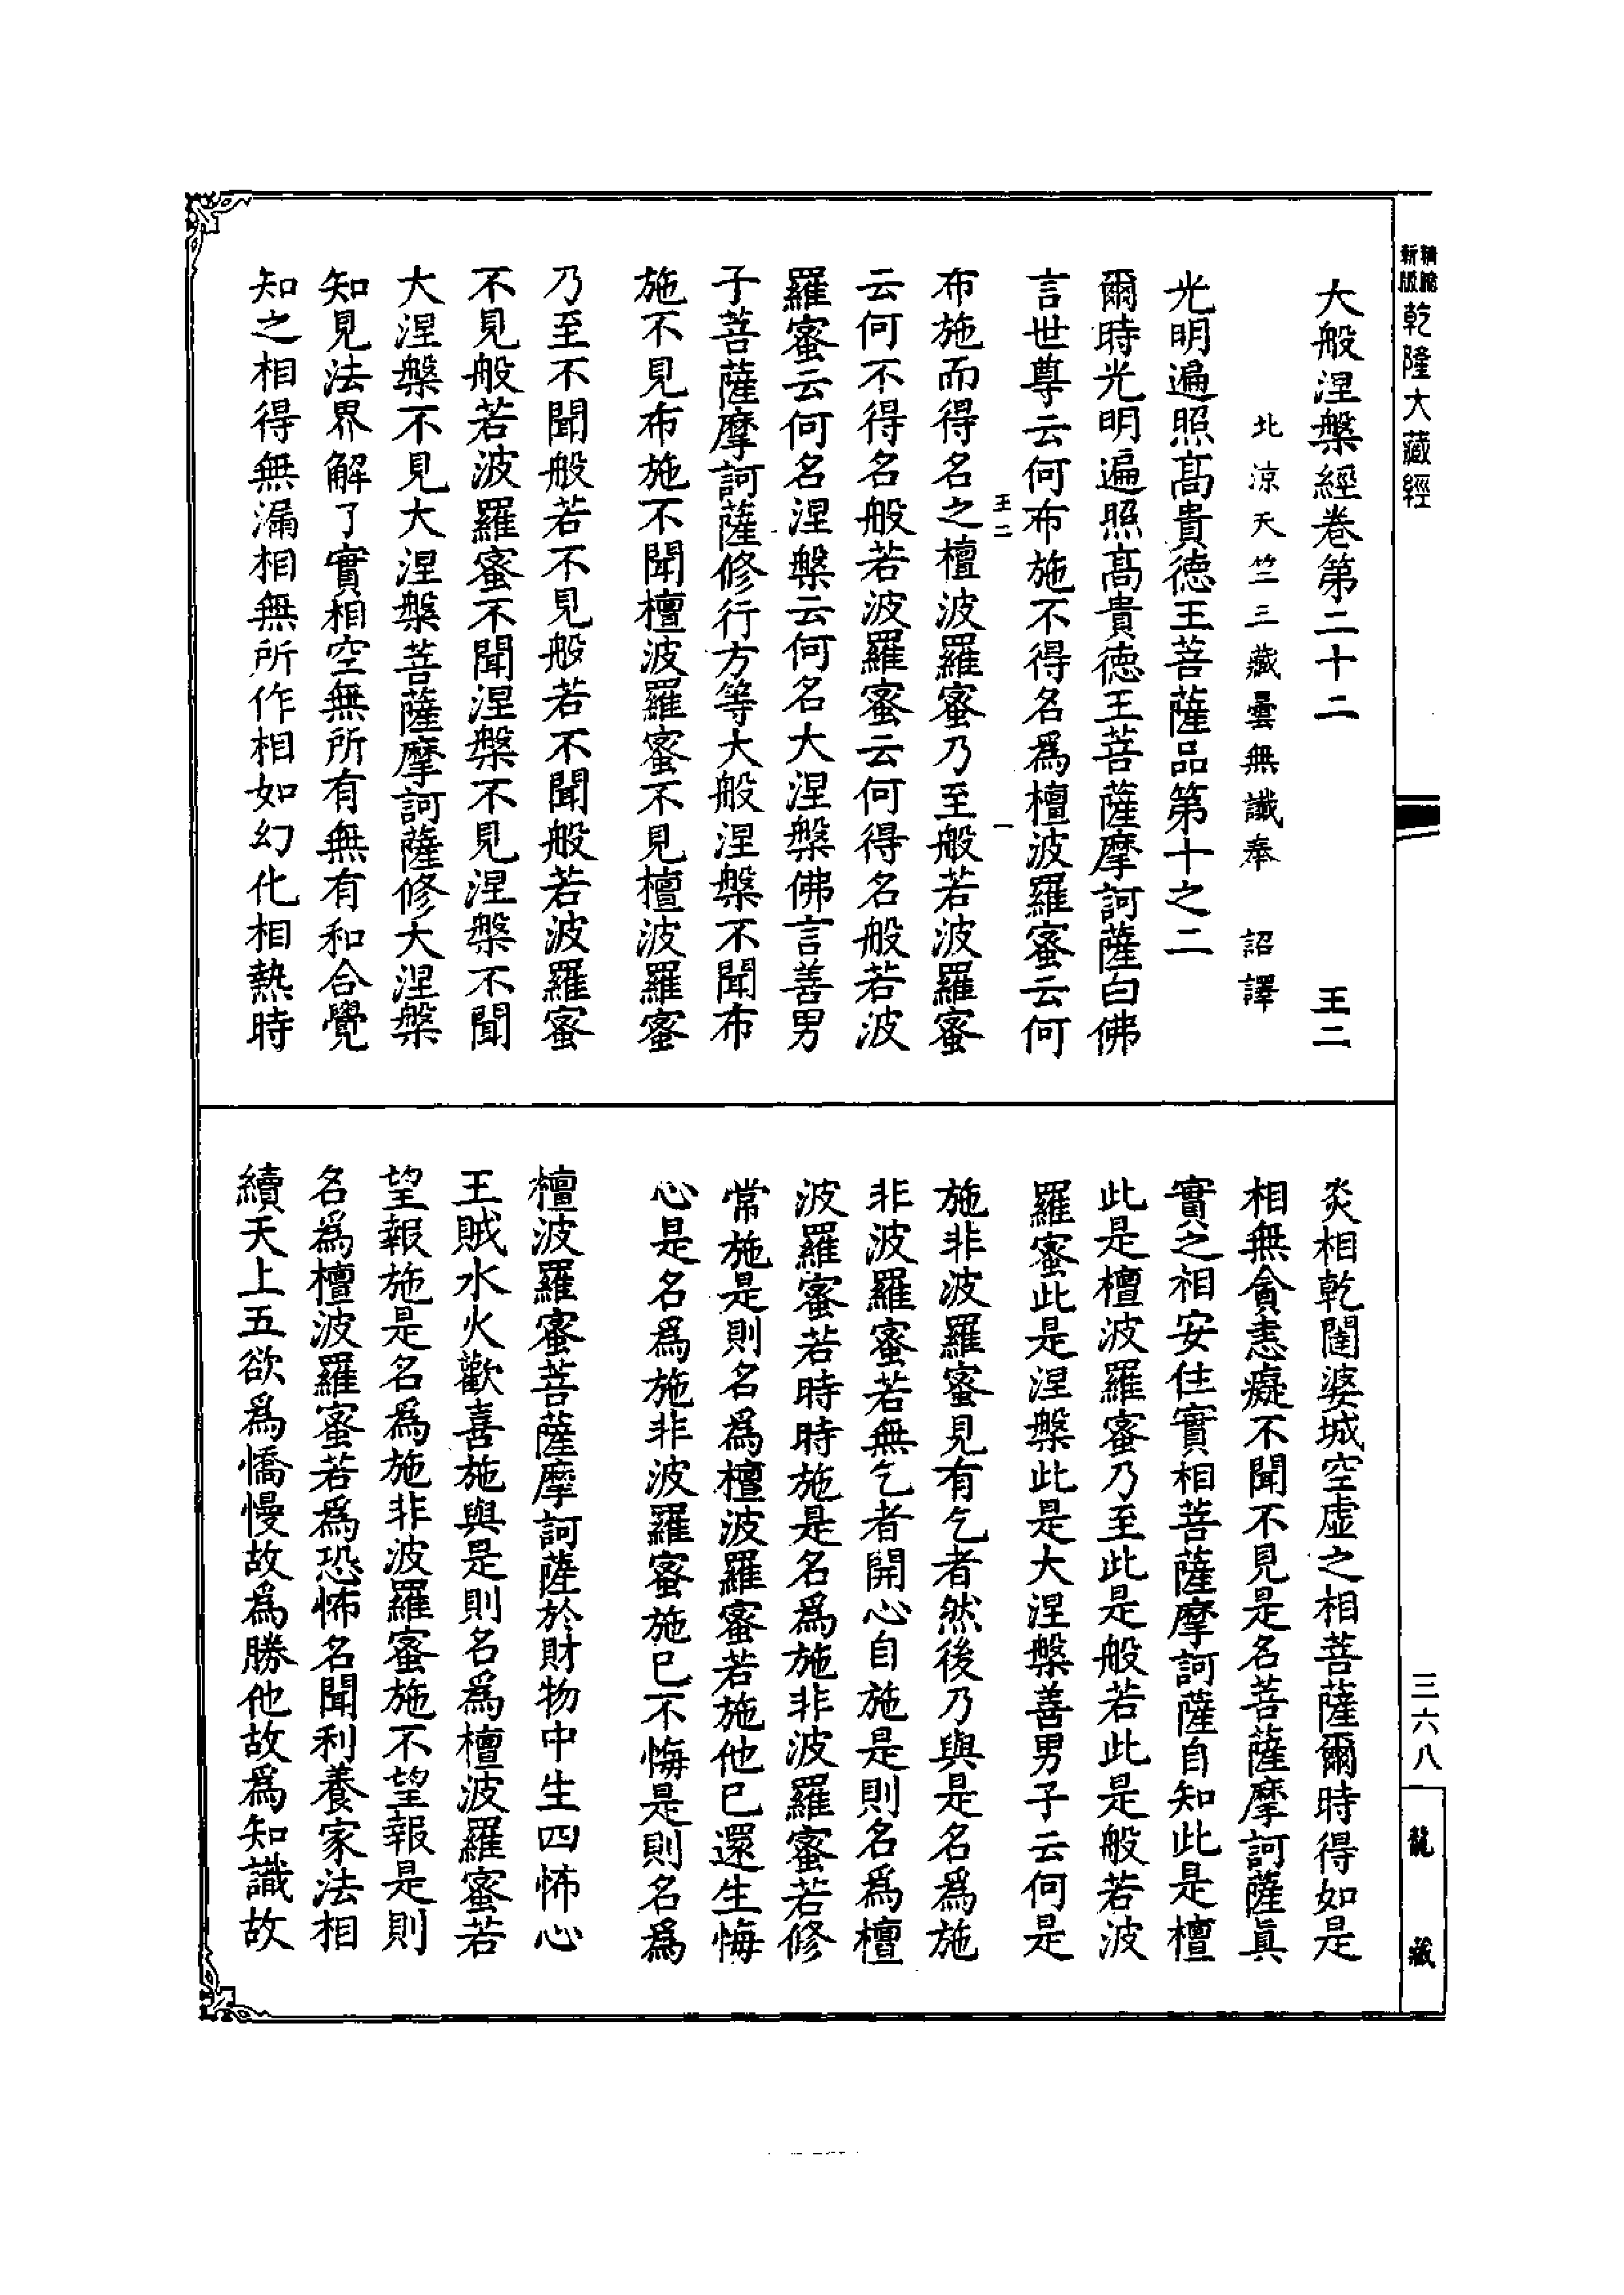 精縮
新版
乾隆大藏經
大般涅槃經卷第二十二 王二
北涼天竺三藏曇無讖奉 詔譯
光明遍照高貴德王菩薩品第十之二
爾時光明遍照高貴德王菩薩摩訶薩白佛
言世尊云何布施不得名爲檀波羅蜜云何
王二 一
布施而得名之檀波羅蜜乃至般若波羅蜜
云何不得名般若波羅蜜云何得名般若波
羅蜜云何名涅槃云何名大涅槃佛言善男
子菩薩摩訶薩修行方等大般涅槃不聞布
施不見布施不聞檀波羅蜜不見檀波羅蜜
乃至不聞般若不見般若不聞般若波羅蜜
不見般若波羅蜜不聞涅槃不見涅槃不聞
大涅槃不見大涅槃菩薩摩訶薩修大涅槃
知見法界解了實相空無所有無有和合覺
知之相得無漏相無所作相如幻化相熱時
炎相乾闥婆城空虛之相菩薩爾時得如是
相無貪恚癡不聞不見是名菩薩摩訶薩眞
實之相安住實相菩薩摩訶薩自知此是檀
此是檀波羅蜜乃至此是般若此是般若波
羅蜜此是涅槃此是大涅槃善男子云何是
施非波羅蜜見有乞者然後乃與是名爲施
非波羅蜜若無乞者開心自施是則名爲檀
波羅蜜若時時施是名爲施非波羅蜜若修
常施是則名爲檀波羅蜜若施他已還生悔
心是名爲施非波羅蜜施已不悔是則名爲
檀波羅蜜菩薩摩訶薩於財物中生四怖心
王賊水火歡喜施與是則名爲檀波羅蜜若
望報施是名爲施非波羅蜜施不望報是則
名爲檀波羅蜜若爲恐怖名聞利養家法相
續天上五欲爲憍慢故爲勝他故爲知識故
三六八
龍藏